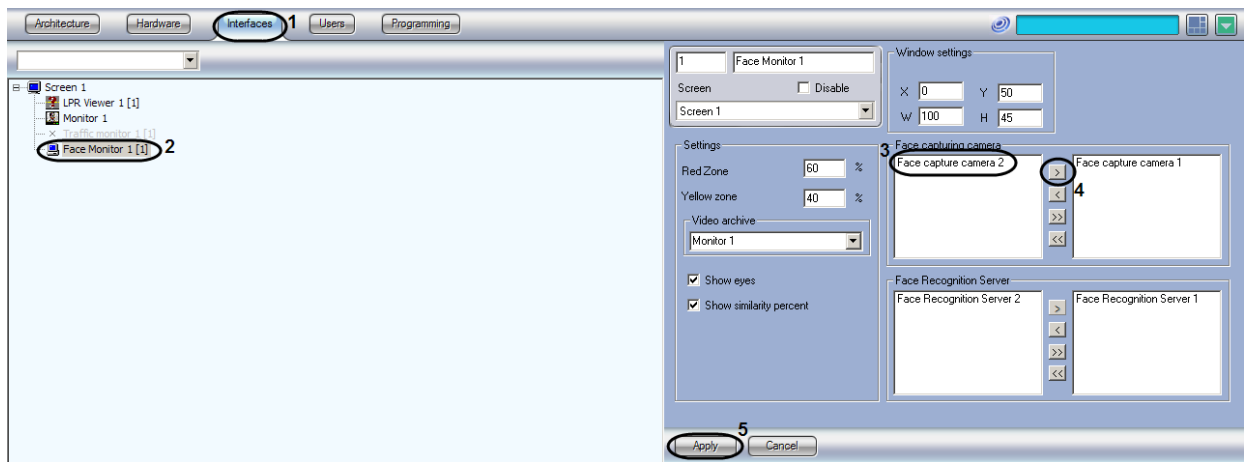 Architecture Hardware Interfaces 1 Users Programming
Screen 1
LPR Viewer 1 [1]
Monitor 1
Traffic monitor 1 [1]
Face Monitor 1 [1] 2
1 Face Monitor 1
Screen Disable
Screen 1
Window settings
X 0 Y 50
W 100 H 45
Settings
Red Zone 60 %
Yellow zone 40 %
Video archive
Monitor 1
Show eyes
Show similarity percent
3 Face capturing camera
Face capture camera 2 > Face capture camera 1
< 4
>>
<<
Face Recognition Server
Face Recognition Server 2 > Face Recognition Server 1
<
>>
<<
5
Apply Cancel